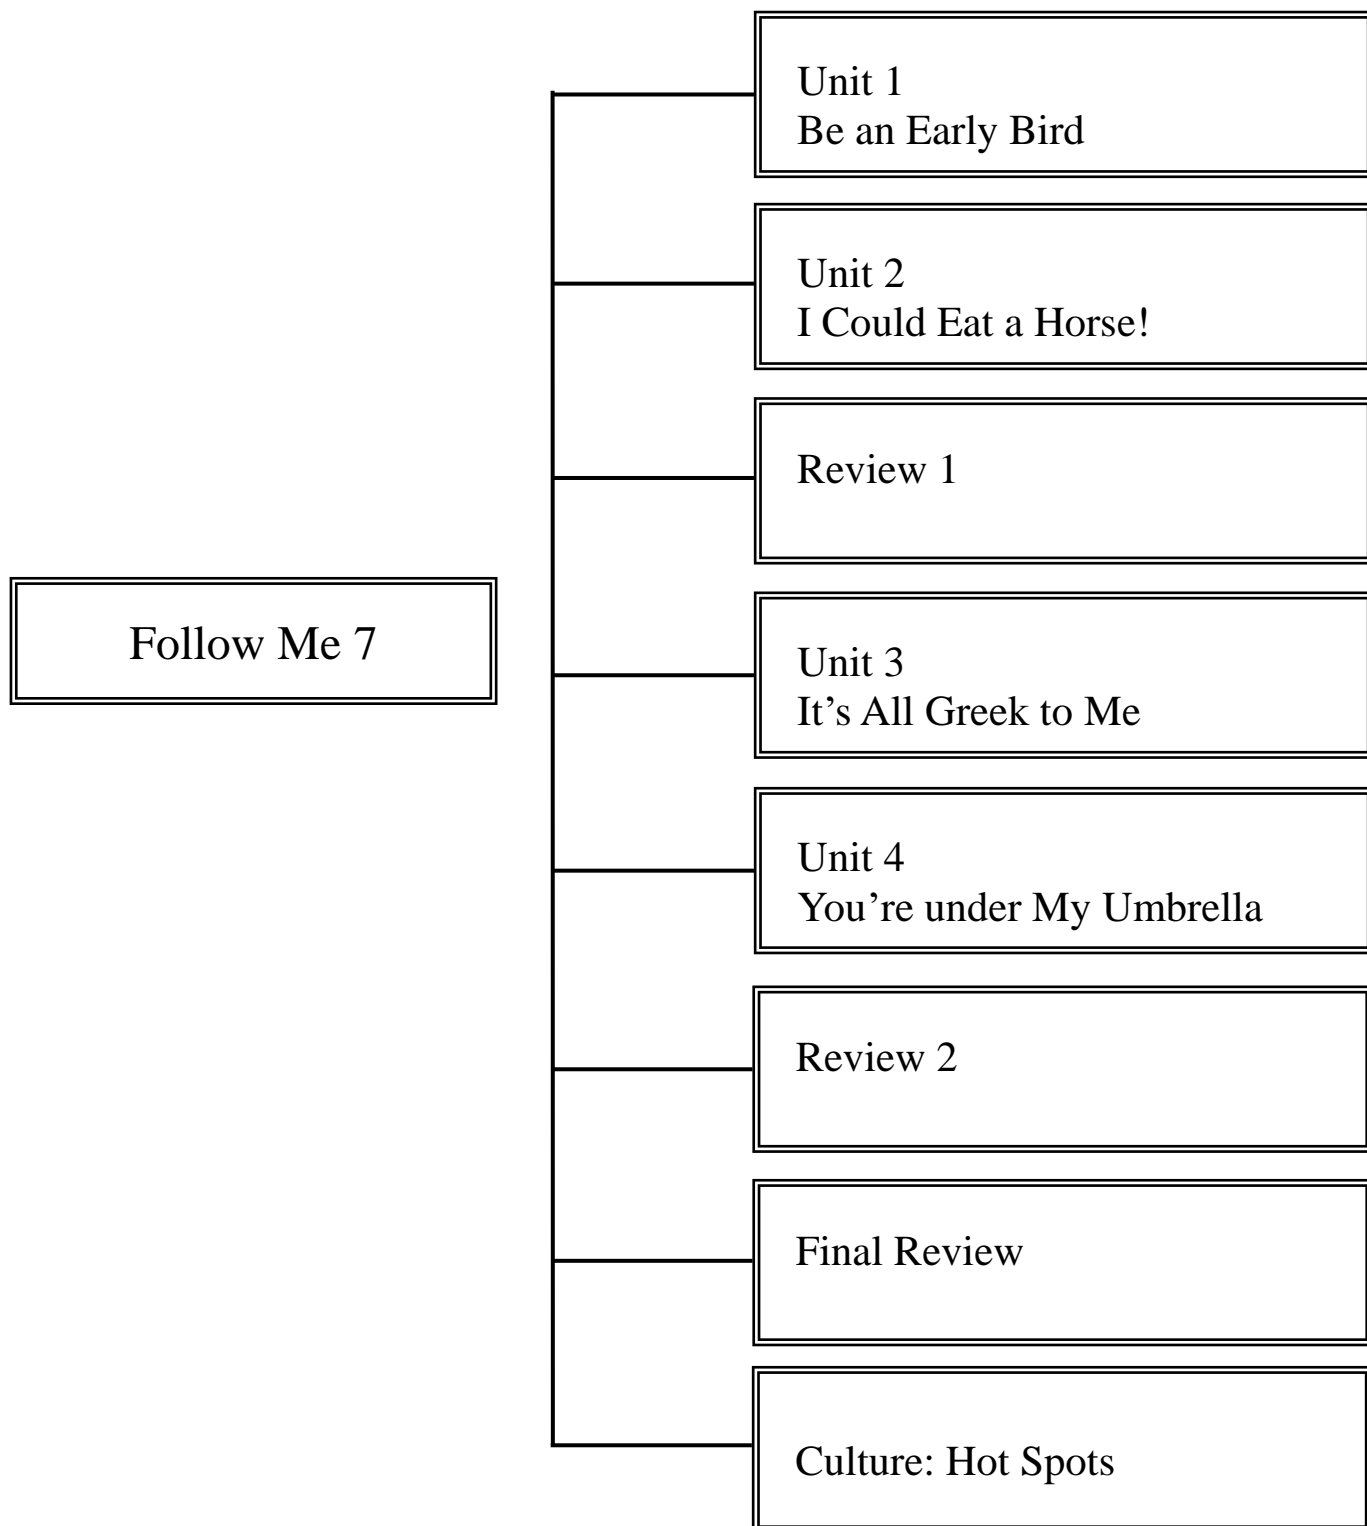 Unit 1
Be an Early Bird
Unit 2
I Could Eat a Horse!
Review 1
Follow Me 7
Unit 3
It’s All Greek to Me
Unit 4
You’re under My Umbrella
Review 2
Final Review
Culture: Hot Spots